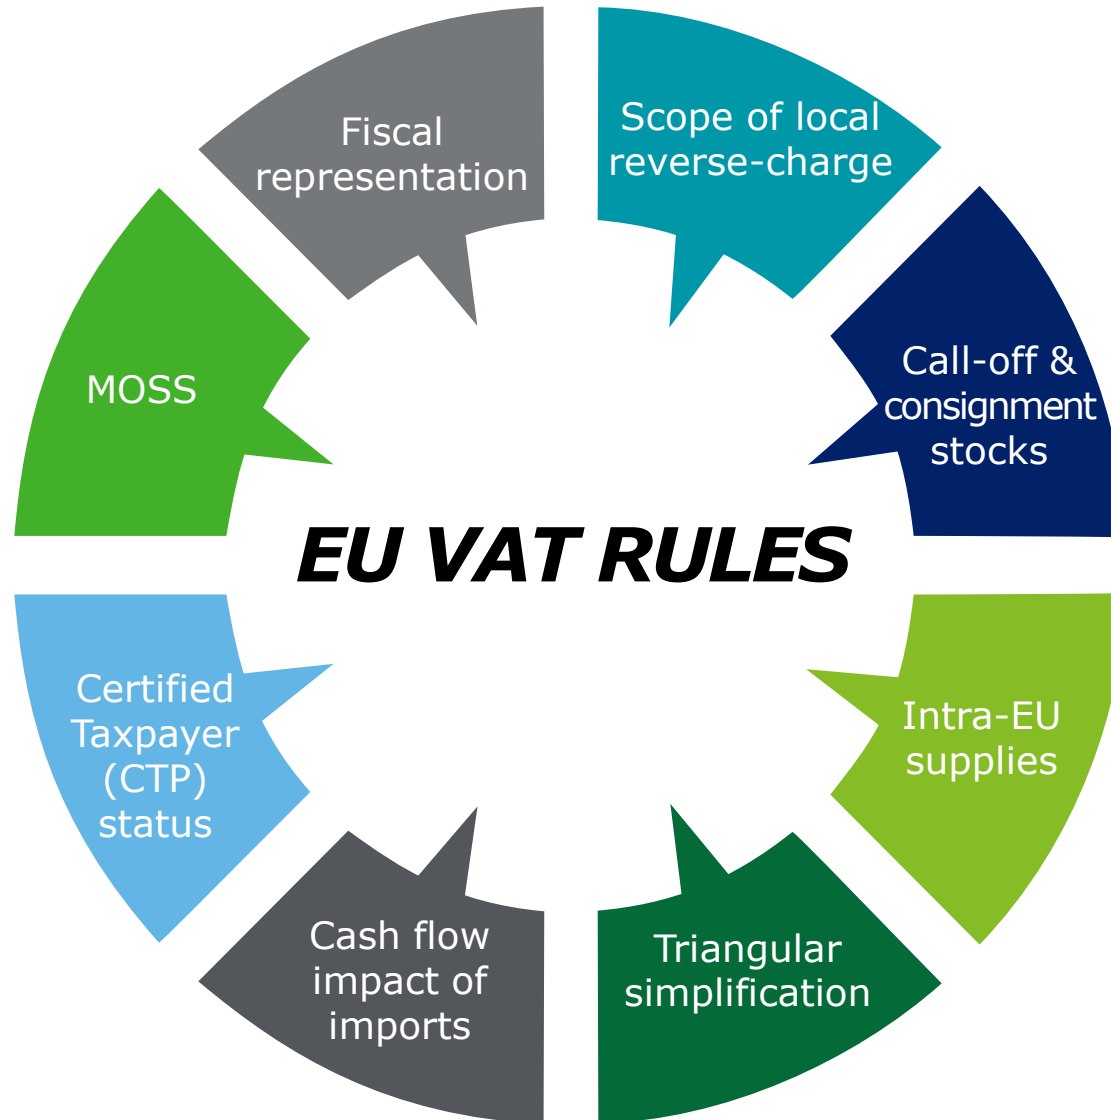 Fiscal
representation
Scope of local
reverse-charge
Call-off &
consignment
stocks
Intra-EU
supplies
Triangular
simplification
Cash flow
impact of
imports
Certified
Taxpayer
(CTP)
status
MOSS
EU VAT RULES